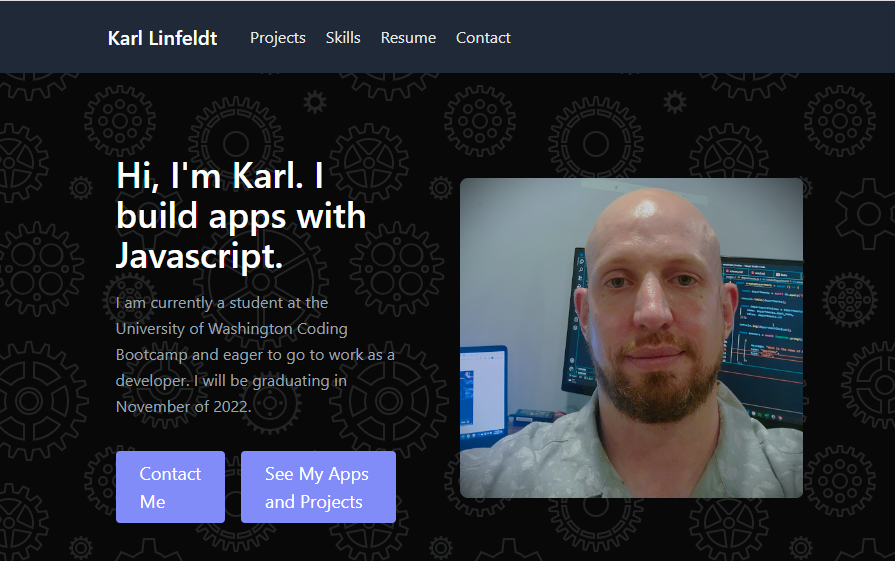 Karl Linfeldt Projects Skills Resume Contact
Hi, I'm Karl. I
build apps with
Javascript.
I am currently a student at the
University of Washington Coding
Bootcamp and eager to go to work as a
developer. I will be graduating in
November of 2022.
Contact
Me
See My Apps
and Projects